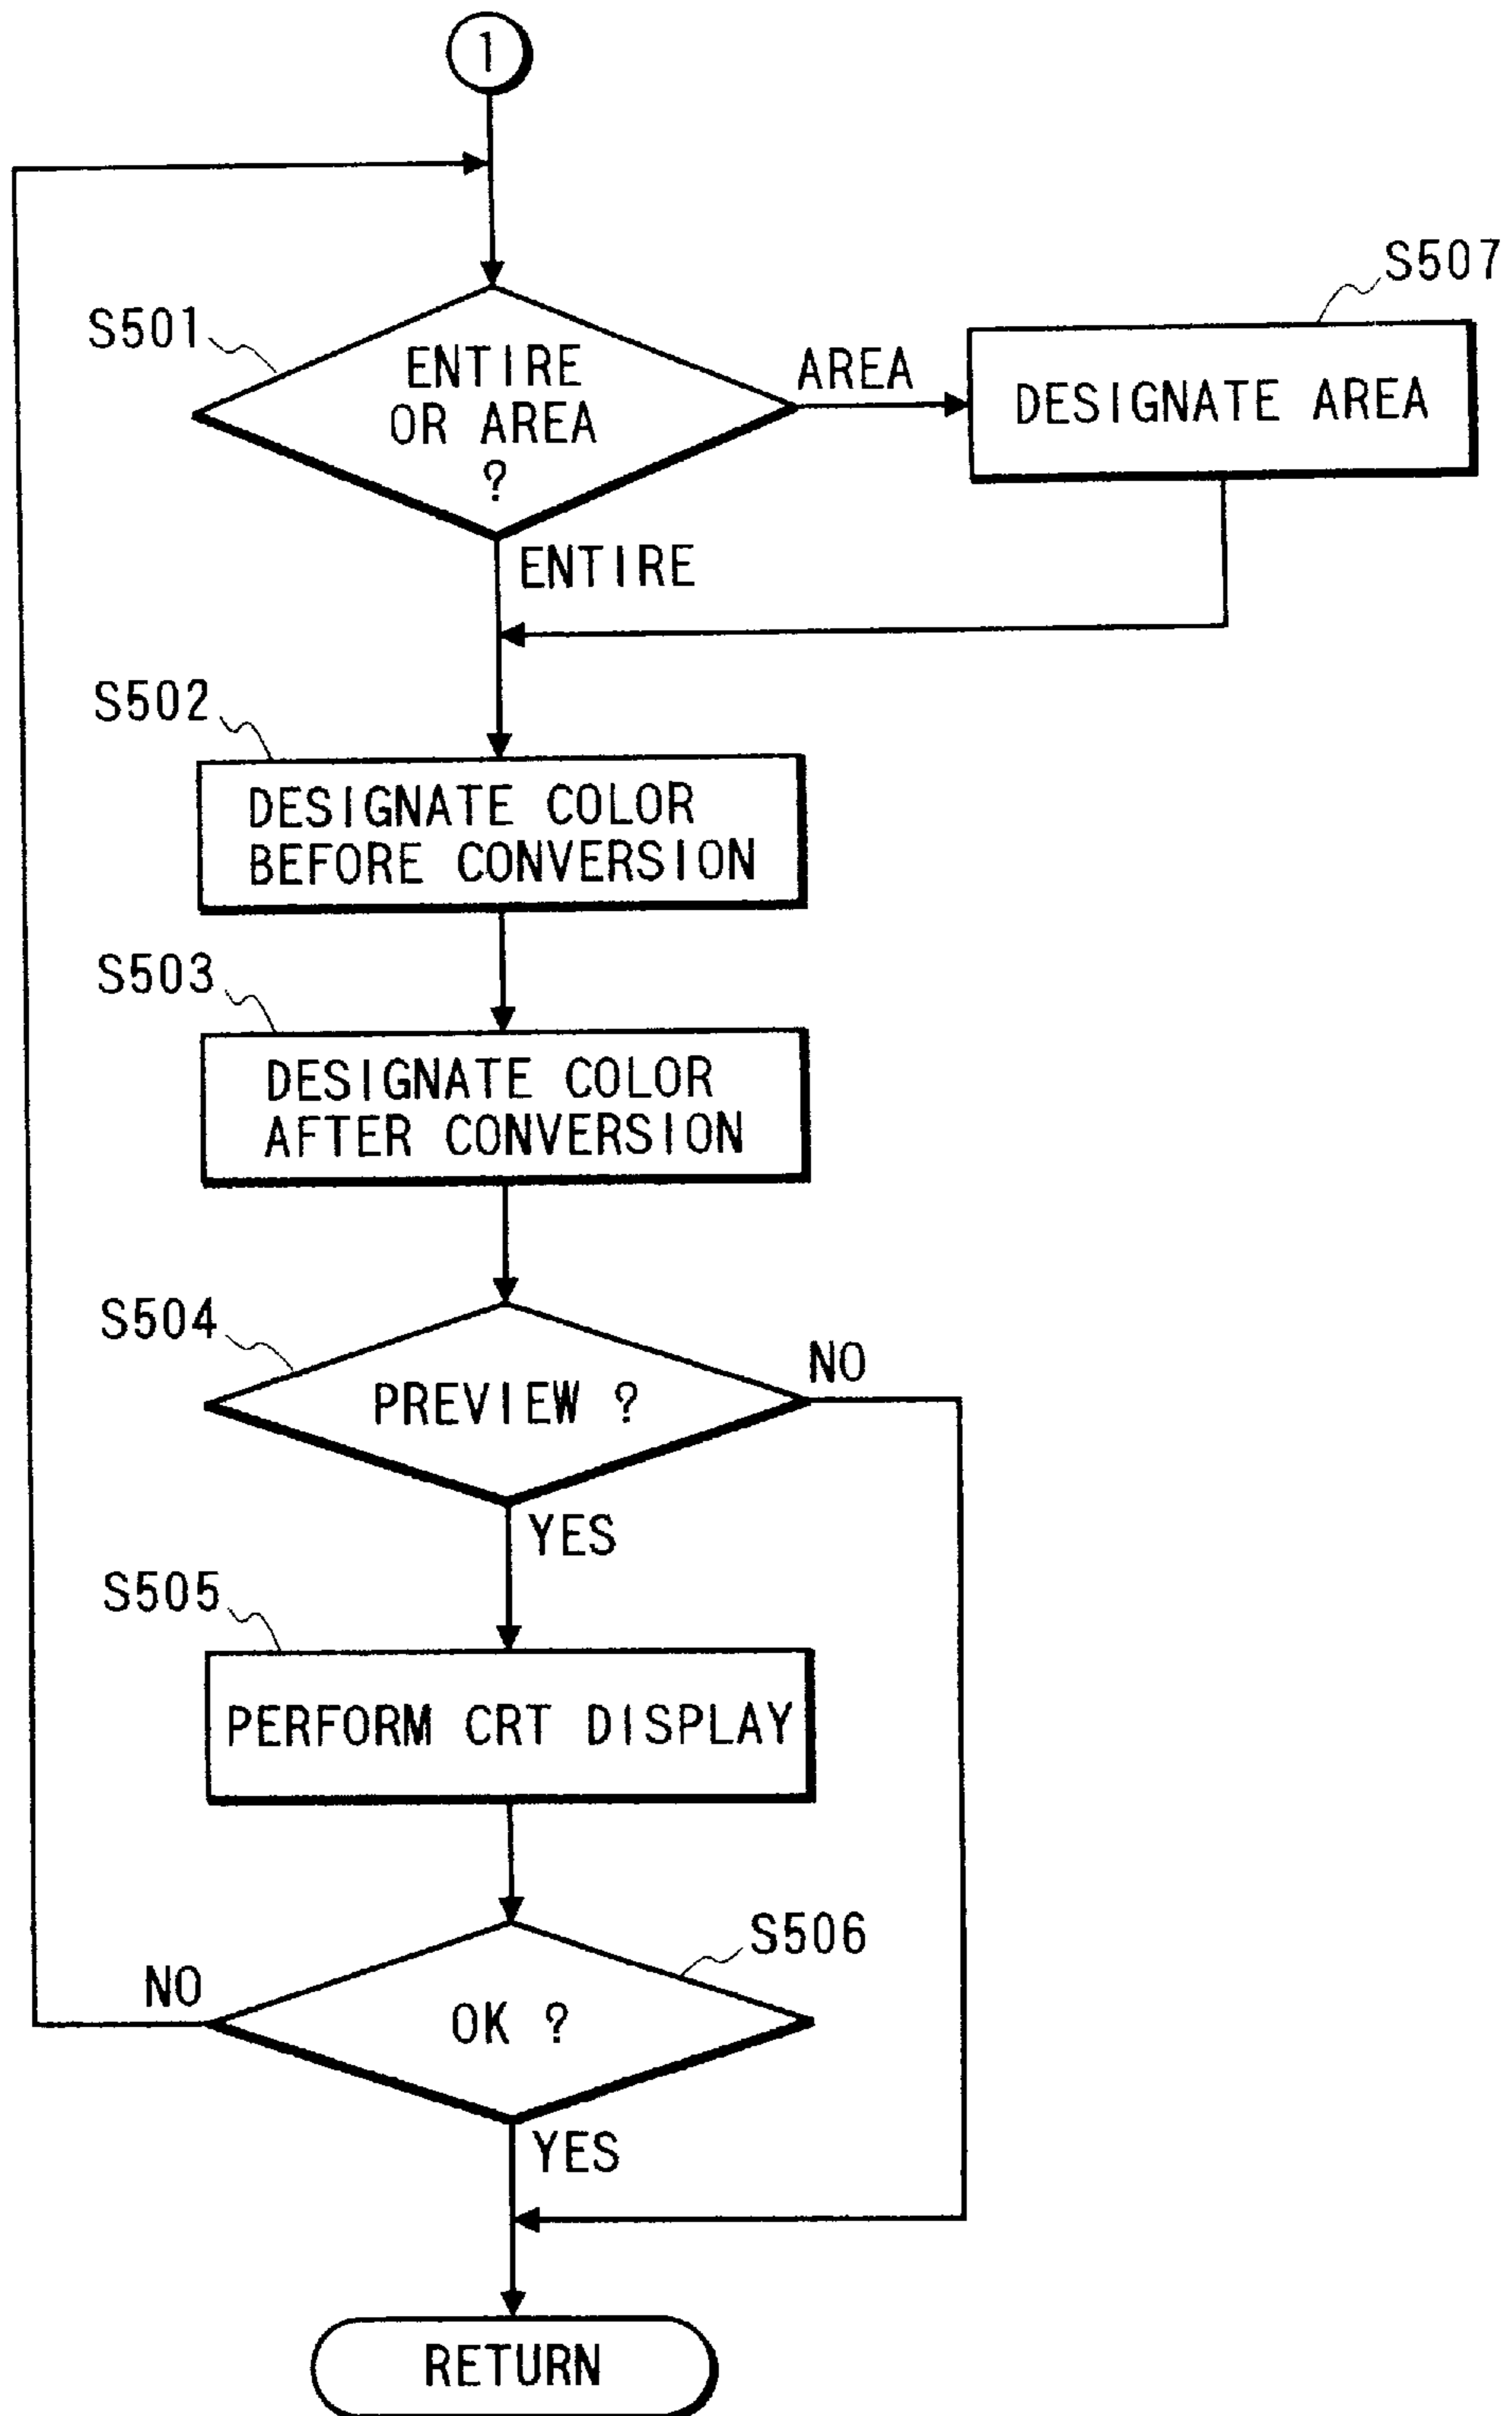 1
S501
ENTIRE
OR AREA
?
AREA
S507
DESIGNATE AREA
ENTIRE
S502
DESIGNATE COLOR
BEFORE CONVERSION
S503
DESIGNATE COLOR
AFTER CONVERSION
S504
PREVIEW ?
NO
YES
S505
PERFORM CRT DISPLAY
S506
OK ?
NO
YES
RETURN